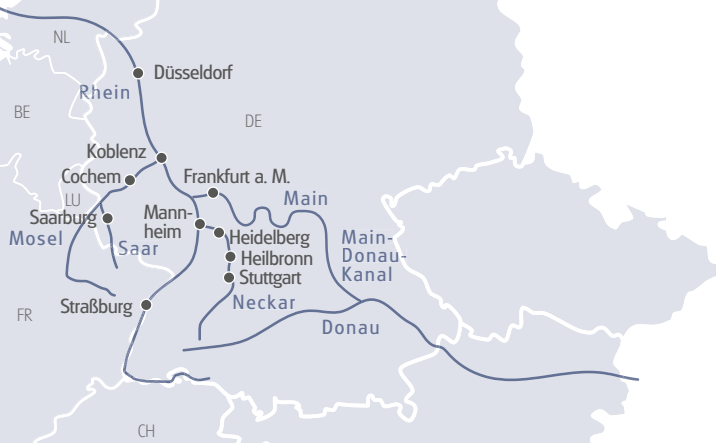 NL
Düsseldorf
Rhein
BE
DE
Koblenz
Cochem
Frankfurt a. M.
LU
Main
Saarburg
Mann-
heim
Mosel
Saar
Heidelberg
Main-
Donau-
Kanal
Heilbronn
Stuttgart
Straßburg
Neckar
FR
Donau
CH